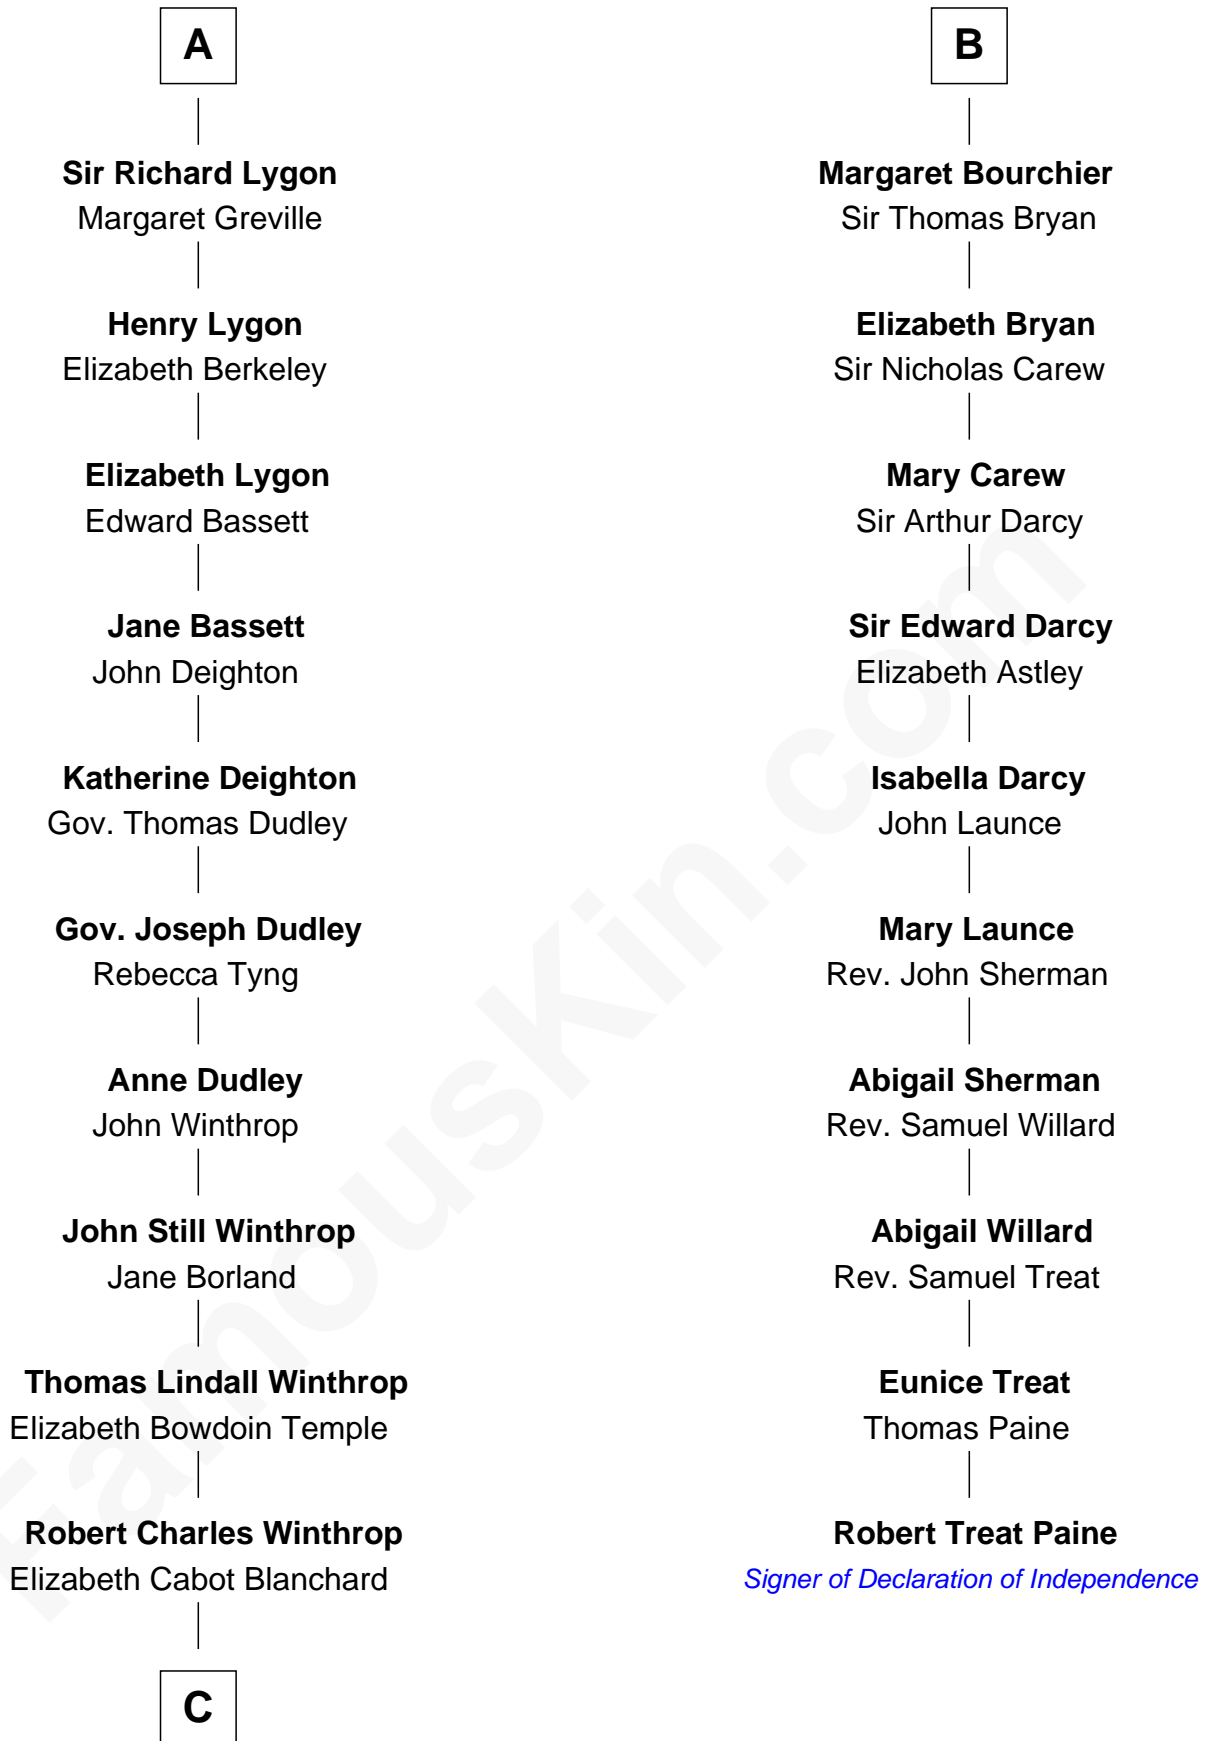 A
Sir Richard Lygon
Margaret Greville
Henry Lygon
Elizabeth Berkeley
Elizabeth Lygon
Edward Bassett
Jane Bassett
John Deighton
Katherine Deighton
Gov. Thomas Dudley
Gov. Joseph Dudley
Rebecca Tyng
Anne Dudley
John Winthrop
John Still Winthrop
Jane Borland
Thomas Lindall Winthrop
Elizabeth Bowdoin Temple
Robert Charles Winthrop
Elizabeth Cabot Blanchard
C
B
Margaret Bourchier
Sir Thomas Bryan
Elizabeth Bryan
Sir Nicholas Carew
Mary Carew
Sir Arthur Darcy
Sir Edward Darcy
Elizabeth Astley
Isabella Darcy
John Launce
Mary Launce
Rev. John Sherman
Abigail Sherman
Rev. Samuel Willard
Abigail Willard
Rev. Samuel Treat
Eunice Treat
Thomas Paine
Robert Treat Paine
Signer of Declaration of Independence
FamousKin.com